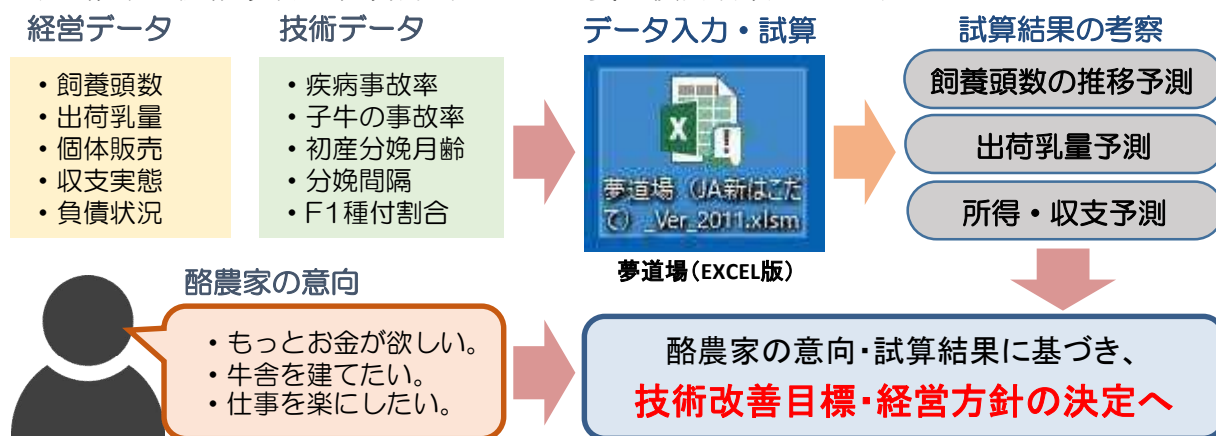 経営データ
・飼養頭数
・出荷乳量
・個体販売
・収支実態
・負債状況
技術データ
・疾病事故率
・子牛の事故率
・初産分娩月齢
・分娩間隔
・F1種付割合
データ入力・試算
夢道場（JA新はこだ
て）_Ver_2011.xlsm
夢道場（EXCEL版）
試算結果の考察
飼養頭数の推移予測
出荷乳量予測
所得・収支予測
酪農家の意向
・もっとお金が欲しい。
・牛舎を建てたい。
・仕事を楽にしたい。
酪農家の意向・試算結果に基づき、
技術改善目標・経営方針の決定へ